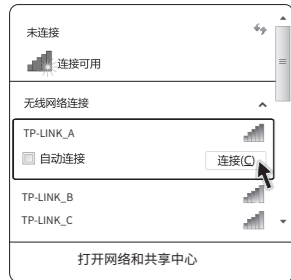 未连接
连接可用
无线网络连接
TP-LINK_A
自动连接
连接(C)
TP-LINK_B
TP-LINK_C
打开网络和共享中心